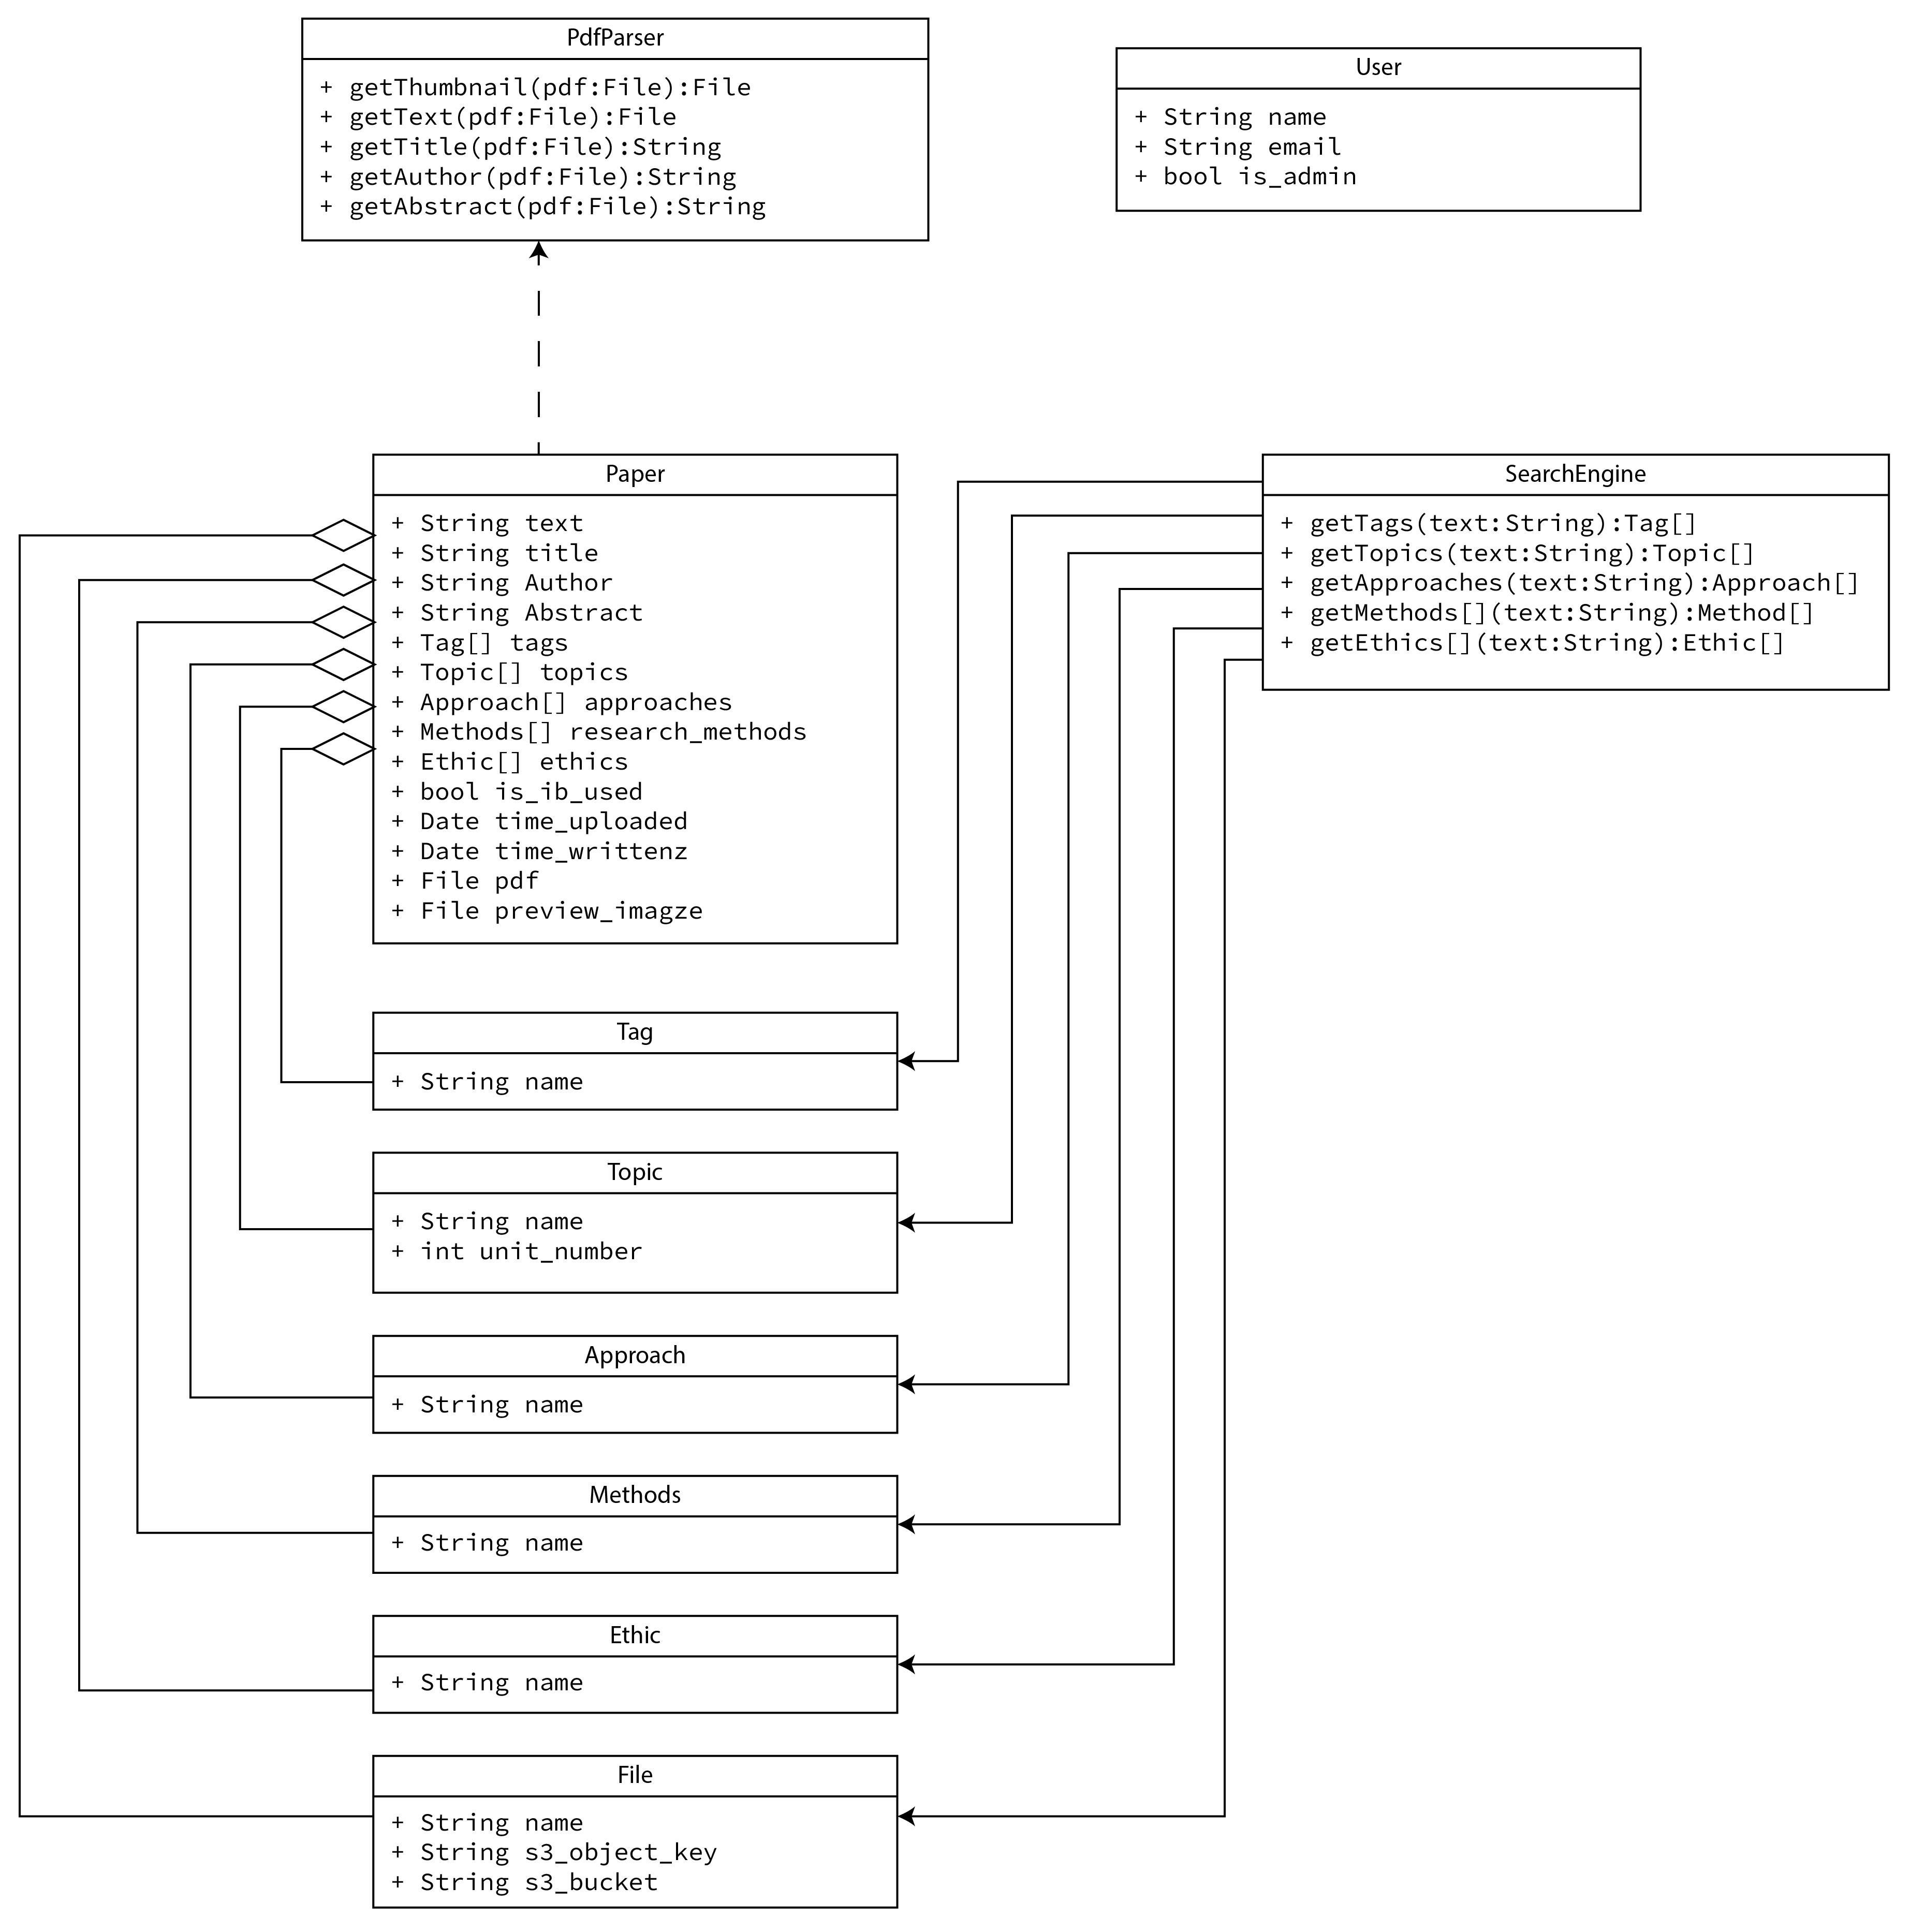 PdfParser
+ getThumbnail(pdf:File):File
+ getText(pdf:File):File
+ getTitle(pdf:File):String
+ getAuthor(pdf:File):String
+ getAbstract(pdf:File):String
User
+ String name
+ String email
+ bool is_admin
Paper
+ String text
+ String title
+ String Author
+ String Abstract
+ Tag[] tags
+ Topic[] topics
+ Approach[] approaches
+ Methods[] research_methods
+ Ethic[] ethics
+ bool is_ib_used
+ Date time_uploaded
+ Date time_writtenz
+ File pdf
+ File preview_imagze
SearchEngine
+ getTags(text:String):Tag[]
+ getTopics(text:String):Topic[]
+ getApproaches(text:String):Approach[]
+ getMethods[](text:String):Method[]
+ getEthics[](text:String):Ethic[]
Tag
+ String name
Topic
+ String name
+ int unit_number
Approach
+ String name
Methods
+ String name
Ethic
+ String name
File
+ String name
+ String s3_object_key
+ String s3_bucket